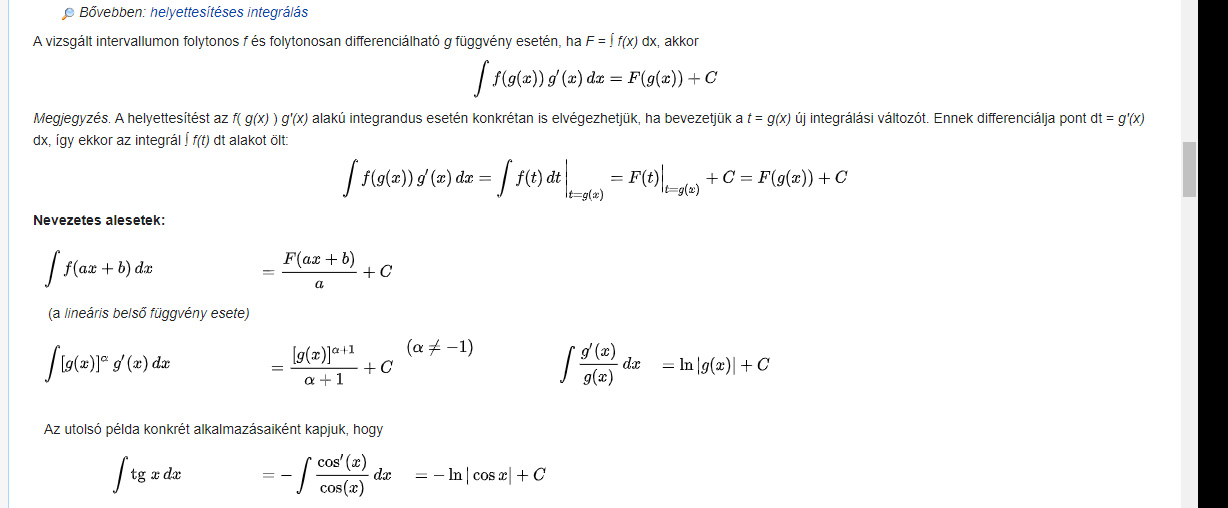 Bővebben: helyettesítéses integrálás
A vizsgált intervallumon folytonos f és folytonosan differenciálható g függvény esetén, ha F = ∫ f(x) dx, akkor
∫ f(g(x)) g′(x) dx = F(g(x)) + C
Megjegyzés. A helyettesítést az f( g(x) ) g'(x) alakú integrandus esetén konkrétan is elvégezhetjük, ha bevezetjük a t = g(x) új integrálási változót. Ennek differenciálja pont dt = g'(x)
dx, így ekkor az integrál ∫ f(t) dt alakot ölt:
∫ f(g(x)) g′(x) dx = ∫ f(t) dt|t=g(x) = F(t)|t=g(x) + C = F(g(x)) + C
Nevezetes alesetek:
∫ f(ax + b) dx = F(ax + b)/a + C
(a lineáris belső függvény esete)
∫ [g(x)]^α g′(x) dx = [g(x)]^(α+1)/(α + 1) + C (α ≠ −1) ∫ g′(x)/g(x) dx = ln |g(x)| + C
Az utolsó példa konkrét alkalmazásaiként kapjuk, hogy
∫ tg x dx = − ∫ cos′(x)/cos(x) dx = − ln | cos x| + C